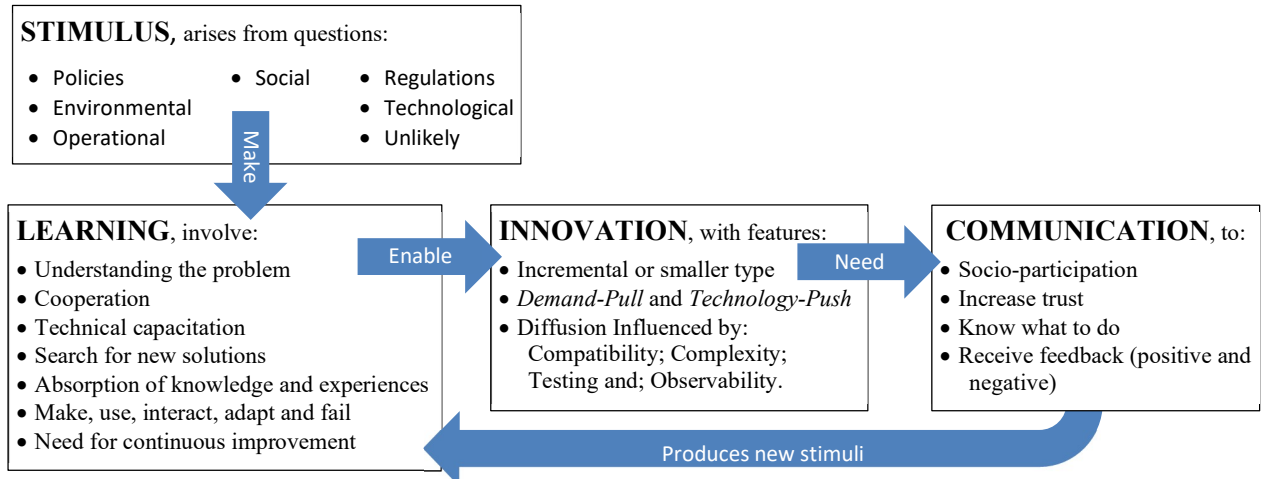 STIMULUS, arises from questions:
• Policies
• Environmental
• Operational
• Social
• Regulations
• Technological
• Unlikely
Make
LEARNING, involve:
• Understanding the problem
• Cooperation
• Technical capacitation
• Search for new solutions
• Absorption of knowledge and experiences
• Make, use, interact, adapt and fail
• Need for continuous improvement
Enable
INNOVATION, with features:
• Incremental or smaller type
• Demand-Pull and Technology-Push
• Diffusion Influenced by:
Compatibility; Complexity;
Testing and; Observability.
Need
COMMUNICATION, to:
• Socio-participation
• Increase trust
• Know what to do
• Receive feedback (positive and
negative)
Produces new stimuli